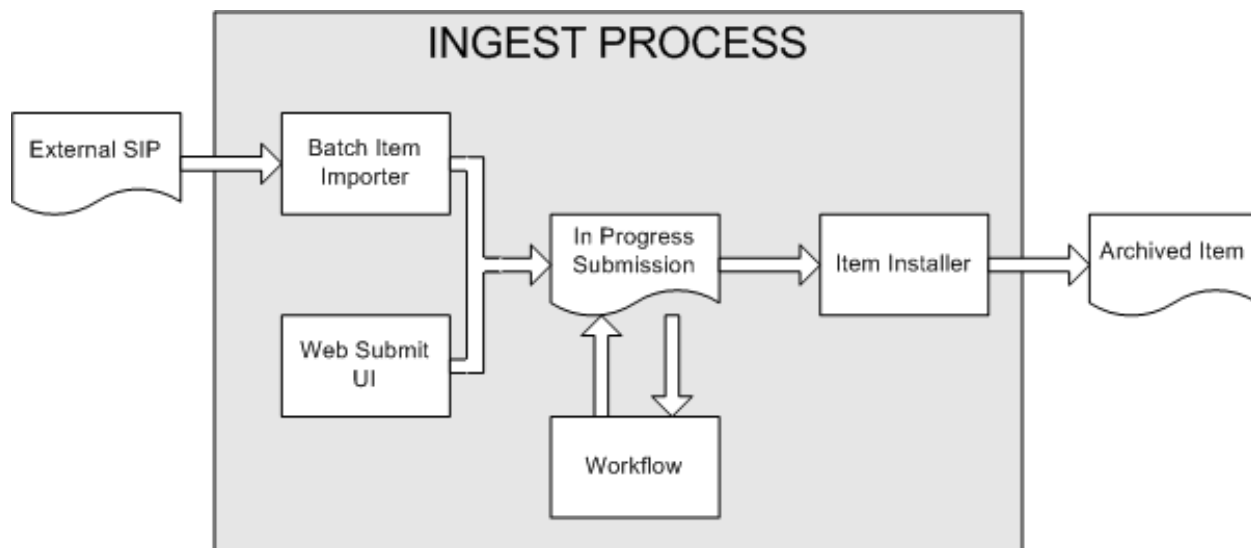 INGEST PROCESS
External SIP
Batch Item
Importer
In Progress
Submission
Item Installer
Archived Item
Web Submit
UI
Workflow